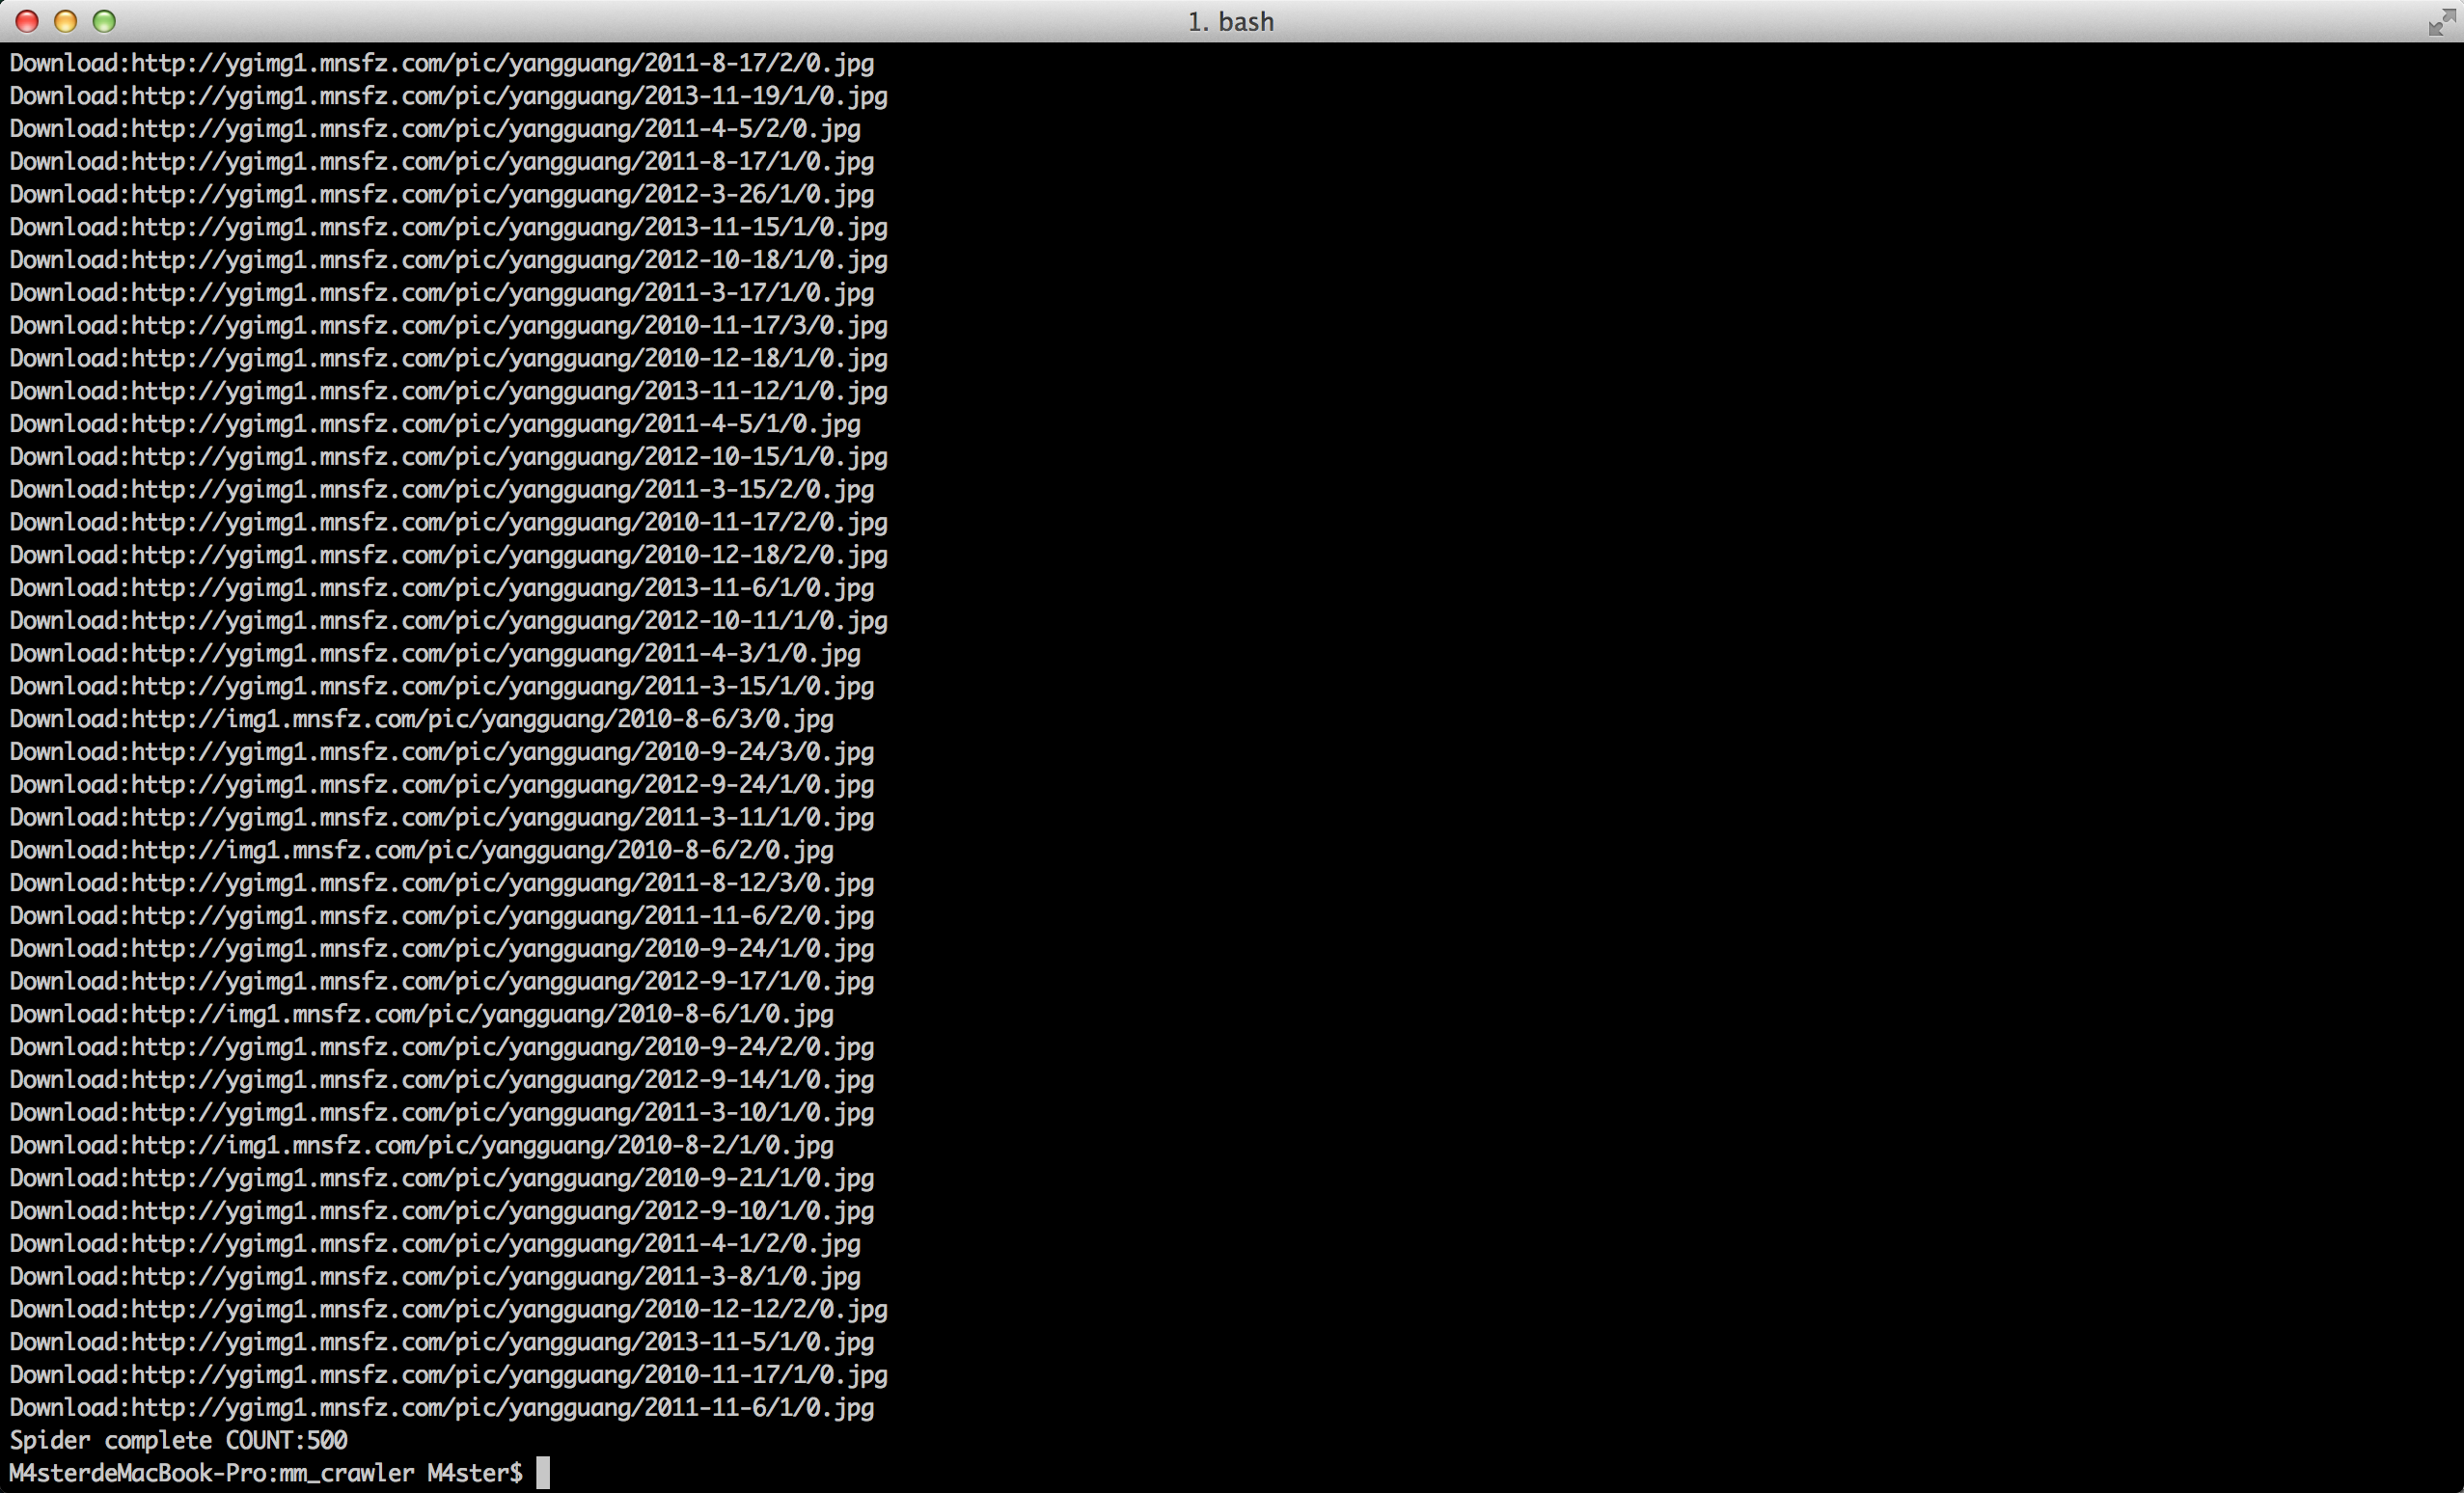 1. bash
Download:http://ygimg1.mnsfz.com/pic/yangguang/2011-8-17/2/0.jpg
Download:http://ygimg1.mnsfz.com/pic/yangguang/2013-11-19/1/0.jpg
Download:http://ygimg1.mnsfz.com/pic/yangguang/2011-4-5/2/0.jpg
Download:http://ygimg1.mnsfz.com/pic/yangguang/2011-8-17/1/0.jpg
Download:http://ygimg1.mnsfz.com/pic/yangguang/2012-3-26/1/0.jpg
Download:http://ygimg1.mnsfz.com/pic/yangguang/2013-11-15/1/0.jpg
Download:http://ygimg1.mnsfz.com/pic/yangguang/2012-10-18/1/0.jpg
Download:http://ygimg1.mnsfz.com/pic/yangguang/2011-3-17/1/0.jpg
Download:http://ygimg1.mnsfz.com/pic/yangguang/2010-11-17/3/0.jpg
Download:http://ygimg1.mnsfz.com/pic/yangguang/2010-12-18/1/0.jpg
Download:http://ygimg1.mnsfz.com/pic/yangguang/2013-11-12/1/0.jpg
Download:http://ygimg1.mnsfz.com/pic/yangguang/2011-4-5/1/0.jpg
Download:http://ygimg1.mnsfz.com/pic/yangguang/2012-10-15/1/0.jpg
Download:http://ygimg1.mnsfz.com/pic/yangguang/2011-3-15/2/0.jpg
Download:http://ygimg1.mnsfz.com/pic/yangguang/2010-11-17/2/0.jpg
Download:http://ygimg1.mnsfz.com/pic/yangguang/2010-12-18/2/0.jpg
Download:http://ygimg1.mnsfz.com/pic/yangguang/2013-11-6/1/0.jpg
Download:http://ygimg1.mnsfz.com/pic/yangguang/2012-10-11/1/0.jpg
Download:http://ygimg1.mnsfz.com/pic/yangguang/2011-4-3/1/0.jpg
Download:http://ygimg1.mnsfz.com/pic/yangguang/2011-3-15/1/0.jpg
Download:http://img1.mnsfz.com/pic/yangguang/2010-8-6/3/0.jpg
Download:http://ygimg1.mnsfz.com/pic/yangguang/2010-9-24/3/0.jpg
Download:http://ygimg1.mnsfz.com/pic/yangguang/2012-9-24/1/0.jpg
Download:http://ygimg1.mnsfz.com/pic/yangguang/2011-3-11/1/0.jpg
Download:http://img1.mnsfz.com/pic/yangguang/2010-8-6/2/0.jpg
Download:http://ygimg1.mnsfz.com/pic/yangguang/2011-8-12/3/0.jpg
Download:http://ygimg1.mnsfz.com/pic/yangguang/2011-11-6/2/0.jpg
Download:http://ygimg1.mnsfz.com/pic/yangguang/2010-9-24/1/0.jpg
Download:http://ygimg1.mnsfz.com/pic/yangguang/2012-9-17/1/0.jpg
Download:http://img1.mnsfz.com/pic/yangguang/2010-8-6/1/0.jpg
Download:http://ygimg1.mnsfz.com/pic/yangguang/2010-9-24/2/0.jpg
Download:http://ygimg1.mnsfz.com/pic/yangguang/2012-9-14/1/0.jpg
Download:http://ygimg1.mnsfz.com/pic/yangguang/2011-3-10/1/0.jpg
Download:http://img1.mnsfz.com/pic/yangguang/2010-8-2/1/0.jpg
Download:http://ygimg1.mnsfz.com/pic/yangguang/2010-9-21/1/0.jpg
Download:http://ygimg1.mnsfz.com/pic/yangguang/2012-9-10/1/0.jpg
Download:http://ygimg1.mnsfz.com/pic/yangguang/2011-4-1/2/0.jpg
Download:http://ygimg1.mnsfz.com/pic/yangguang/2011-3-8/1/0.jpg
Download:http://ygimg1.mnsfz.com/pic/yangguang/2010-12-12/2/0.jpg
Download:http://ygimg1.mnsfz.com/pic/yangguang/2013-11-5/1/0.jpg
Download:http://ygimg1.mnsfz.com/pic/yangguang/2010-11-17/1/0.jpg
Download:http://ygimg1.mnsfz.com/pic/yangguang/2011-11-6/1/0.jpg
Spider complete COUNT:500
M4sterdeMacBook-Pro:mm_crawler M4ster$